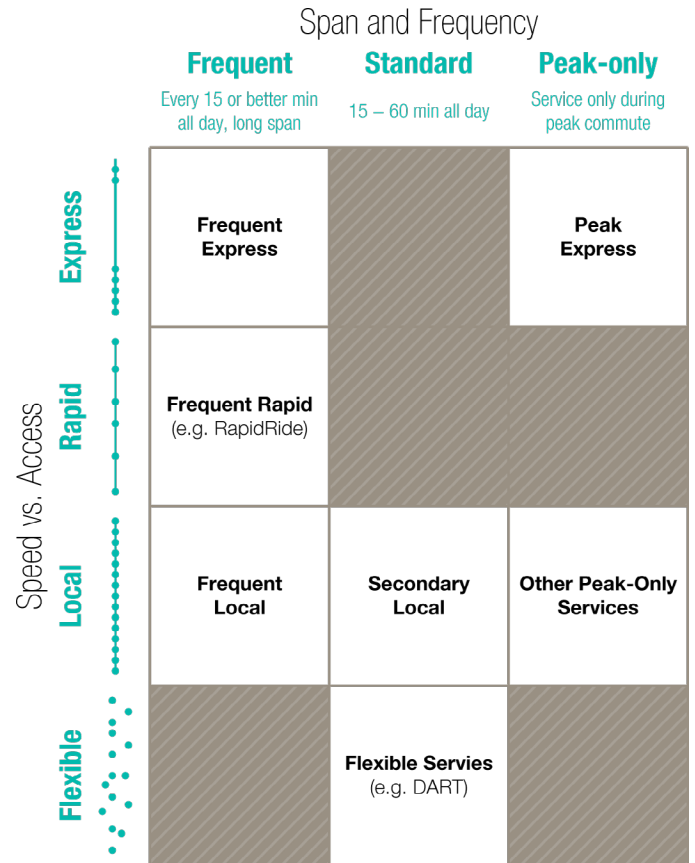 Span and Frequency
Frequent
Standard
Peak-only
Every 15 or better min
all day, long span
15 – 60 min all day
Service only during
peak commute
Speed vs. Access
Express
Frequent
Express
Peak
Express
Rapid
Frequent Rapid
(e.g. RapidRide)
Local
Frequent
Local
Secondary
Local
Other Peak-Only
Services
Flexible
Flexible Servies
(e.g. DART)